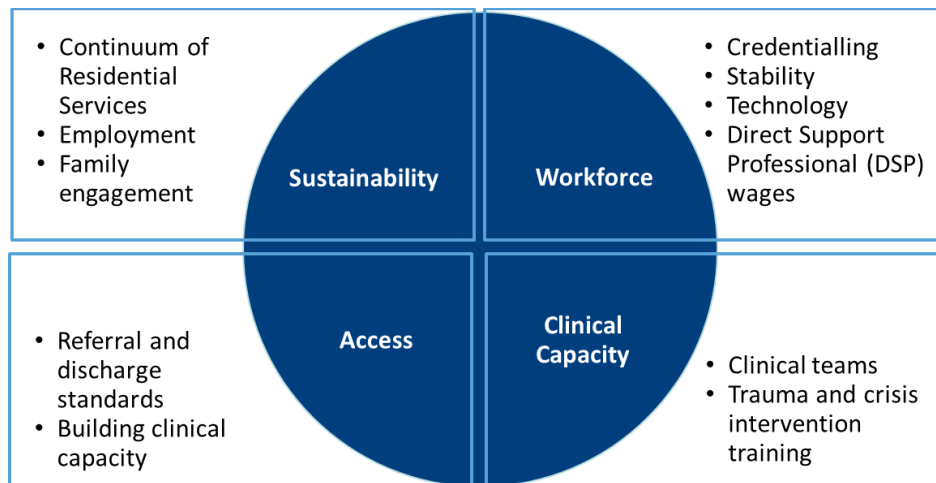 • Continuum of
Residential
Services
• Employment
• Family
engagement
Sustainability
Workforce
• Credentialling
• Stability
• Technology
• Direct Support
Professional (DSP)
wages
• Referral and
discharge
standards
• Building clinical
capacity
Access
Clinical
Capacity
• Clinical teams
• Trauma and crisis
intervention
training